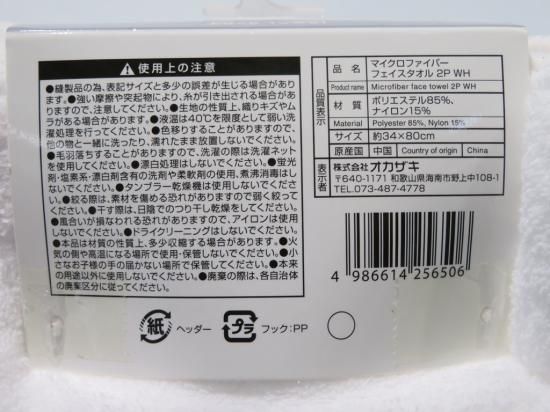 ⚠使用上の注意
●縫製品の為、表記サイズと多少の誤差が生じる場合があり
ます。●強い摩擦や突起物により、糸が引き出される場合が
ありますので、注意してください。●生地の性質上、織りキズやム
ラがある場合があります。●液温は40℃を限度として弱い洗
濯処理を行ってください。●色移りすることがありますので、
他の物と一緒に洗ったり、濡れたまま放置しないでください。
●毛羽落ちすることがありますので、洗濯の際は洗濯ネット
を使用してください。●漂白処理はしないでください。●蛍光
剤・塩素系・漂白剤含有の洗剤や柔軟剤の使用、煮沸消毒はし
ないでください。●タンブラー乾燥機は使用しないでください。
●絞る際は、素材を傷める恐れがありますので弱く絞って
ください。●干す際は、日陰でのつり干し乾燥をしてください。
●風合いが損なわれる恐れがありますので、アイロンは使用
しないでください。●ドライクリーニングはしないでください。
●本品は材質の性質上、多少収縮する場合があります。●火
気の側や高温になる場所で使用・保管しないでください。●小
さなお子様の手の届かない場所で保管してください。●本来
の用途以外に使用しないでください。●廃棄の際は、各自治体
の廃棄区分に従ってください。
紙 ヘッダー
プラ フック:PP
品質表示
品名 マイクロファイバー
フェイスタオル 2P WH
Product name Microfiber face towel 2P WH
材質 ポリエステル85%、
ナイロン15%
Material Polyester 85%, Nylon 15%
サイズ 約34×80cm
原産国 中国 Country of origin China
表示者
株式会社オカザキ
〒640-1171 和歌山県海南市野上中108-1
TEL.073-487-4778
4 986614 256506